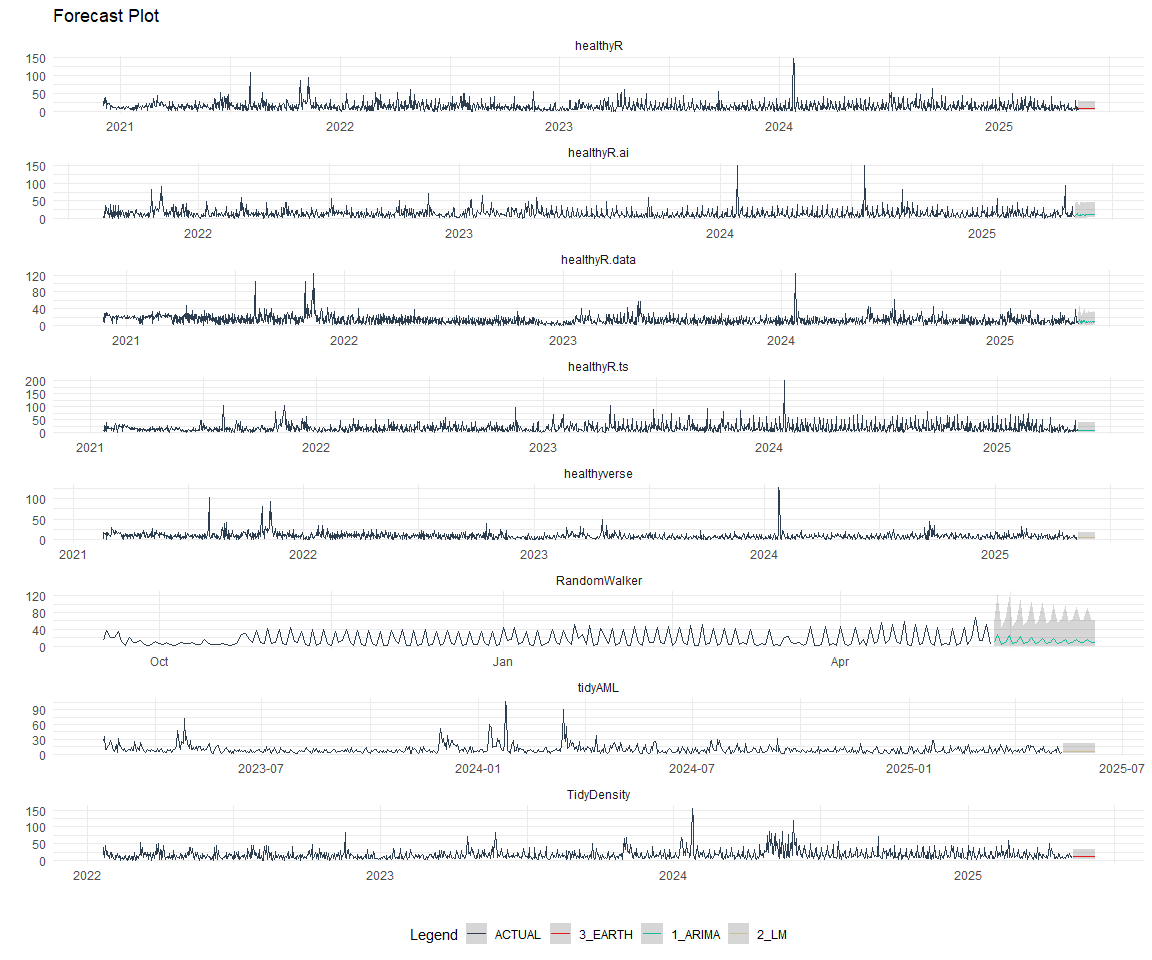 Forecast Plot
healthyR
150
100
50
0
2021 2022 2023 2024 2025
healthyR.ai
150
100
50
0
2022 2023 2024 2025
healthyR.data
120
80
40
0
2021 2022 2023 2024 2025
healthyR.ts
200
150
100
50
0
2021 2022 2023 2024 2025
healthyverse
100
50
0
2021 2022 2023 2024 2025
RandomWalker
120
80
40
0
Oct Jan Apr
tidyAML
90
60
30
0
2023-07 2024-01 2024-07 2025-01 2025-07
TidyDensity
150
100
50
0
2022 2023 2024 2025
Legend ACTUAL 3_EARTH 1_ARIMA 2_LM